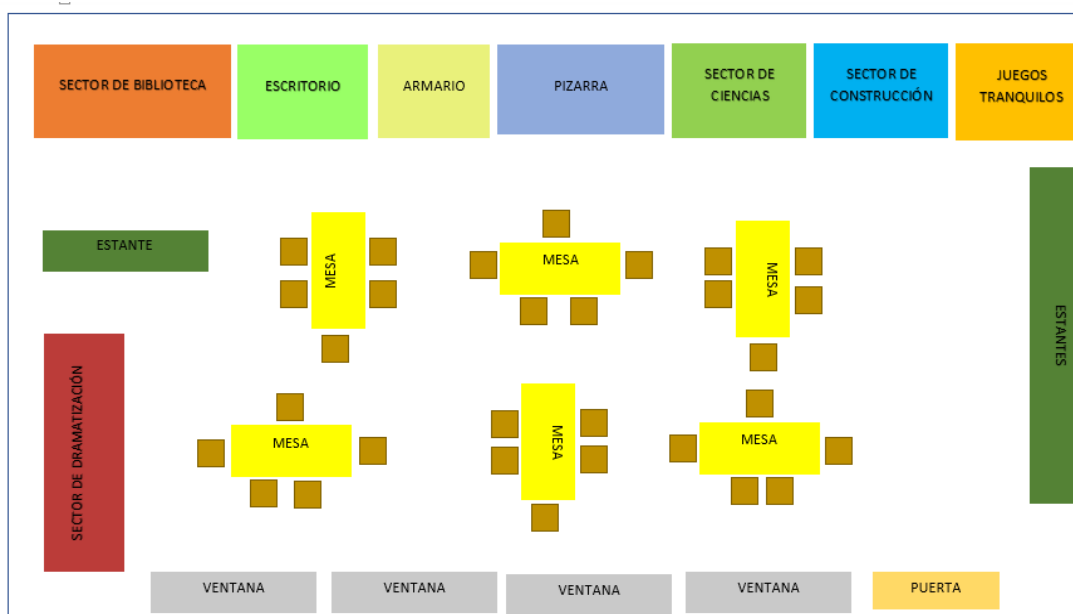 SECTOR DE BIBLIOTECA
ESCRITORIO
ARMARIO
PIZARRA
SECTOR DE
CIENCIAS
SECTOR DE
CONSTRUCCIÓN
JUEGOS
TRANQUILOS
ESTANTE
MESA
MESA
MESA
ESTANTES
SECTOR DE DRAMATIZACIÓN
MESA
MESA
MESA
VENTANA
VENTANA
VENTANA
VENTANA
PUERTA